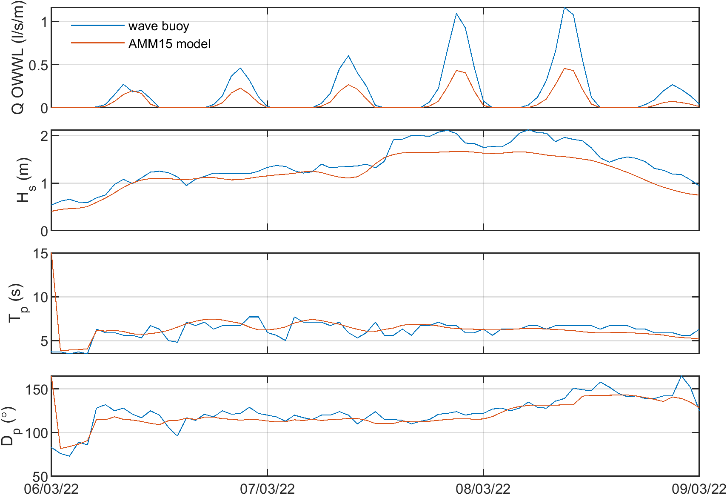 Q OWWL (l/s/m)
1
0.5
0
wave buoy
AMM15 model
H_s (m)
2
1
0
T_p (s)
15
10
5
D_p (°)
150
100
50
06/03/22 07/03/22 08/03/22 09/03/22